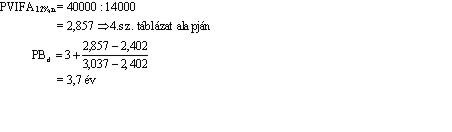 PVIFA12%,n = 40000 : 14000
= 2,857 ⇒ 4.sz. táblázat alapján
PBd = 3 + (2,857 − 2,402) / (3,037 − 2,402)
= 3,7 év